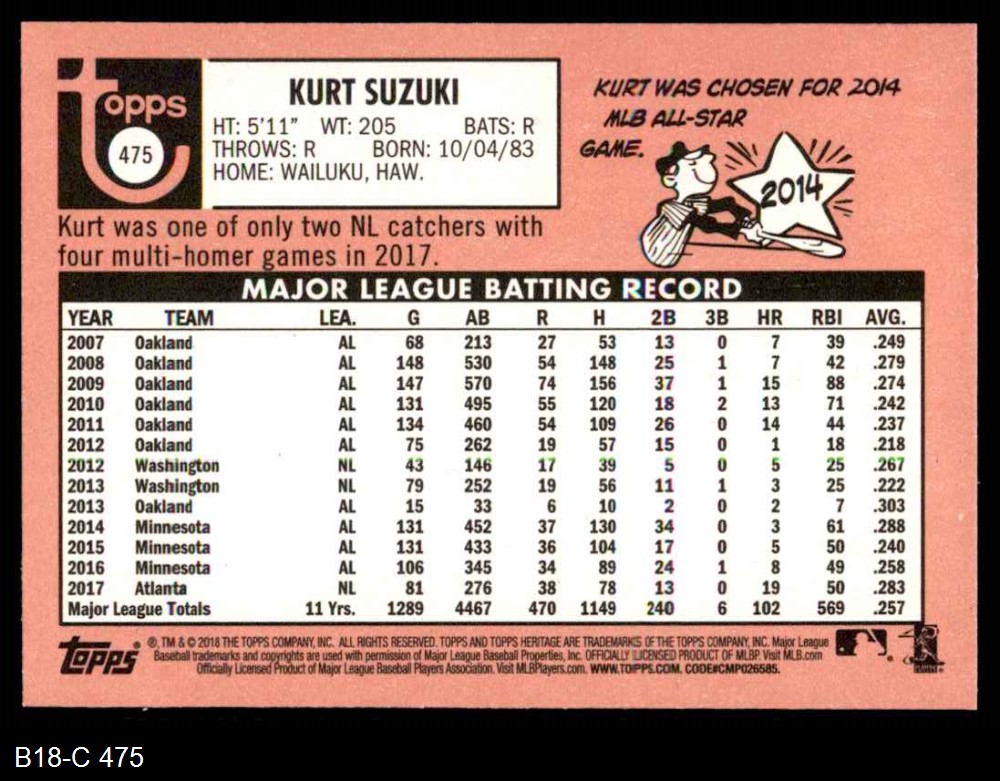 topps
475
KURT SUZUKI
HT: 5'11" WT: 205 BATS: R
THROWS: R BORN: 10/04/83
HOME: WAILUKU, HAW.
KURT WAS CHOSEN FOR 2014
MLB ALL-STAR
GAME.
2014
Kurt was one of only two NL catchers with
four multi-homer games in 2017.
MAJOR LEAGUE BATTING RECORD
YEAR TEAM LEA. G AB R H 2B 3B HR RBI AVG.
2007 Oakland AL 68 213 27 53 13 0 7 39 .249
2008 Oakland AL 148 530 54 148 25 1 7 42 .279
2009 Oakland AL 147 570 74 156 37 1 15 88 .274
2010 Oakland AL 131 495 55 120 18 2 13 71 .242
2011 Oakland AL 134 460 54 109 26 0 14 44 .237
2012 Oakland AL 75 262 19 57 15 0 1 18 .218
2012 Washington NL 43 146 17 39 5 0 5 25 .267
2013 Washington NL 79 252 19 56 11 1 3 25 .222
2013 Oakland AL 15 33 6 10 2 0 2 7 .303
2014 Minnesota AL 131 452 37 130 34 0 3 61 .288
2015 Minnesota AL 131 433 36 104 17 0 5 50 .240
2016 Minnesota AL 106 345 34 89 24 1 8 49 .258
2017 Atlanta NL 81 276 38 78 13 0 19 50 .283
Major League Totals 11 Yrs. 1289 4467 470 1149 240 6 102 569 .257
TOPPS
®, TM & © 2018 THE TOPPS COMPANY, INC. ALL RIGHTS RESERVED. TOPPS AND TOPPS HERITAGE ARE TRADEMARKS OF THE TOPPS COMPANY, INC. Major League
Baseball trademarks and copyrights are used with permission of Major League Baseball Properties, Inc. OFFICIALLY LICENSED PRODUCT OF MLBP Visit MLB.com
Officially Licensed Product of Major League Baseball Players Association. Visit MLBPlayers.com. WWW.TOPPS.COM. CODE#CMP026585.
B18-C 475